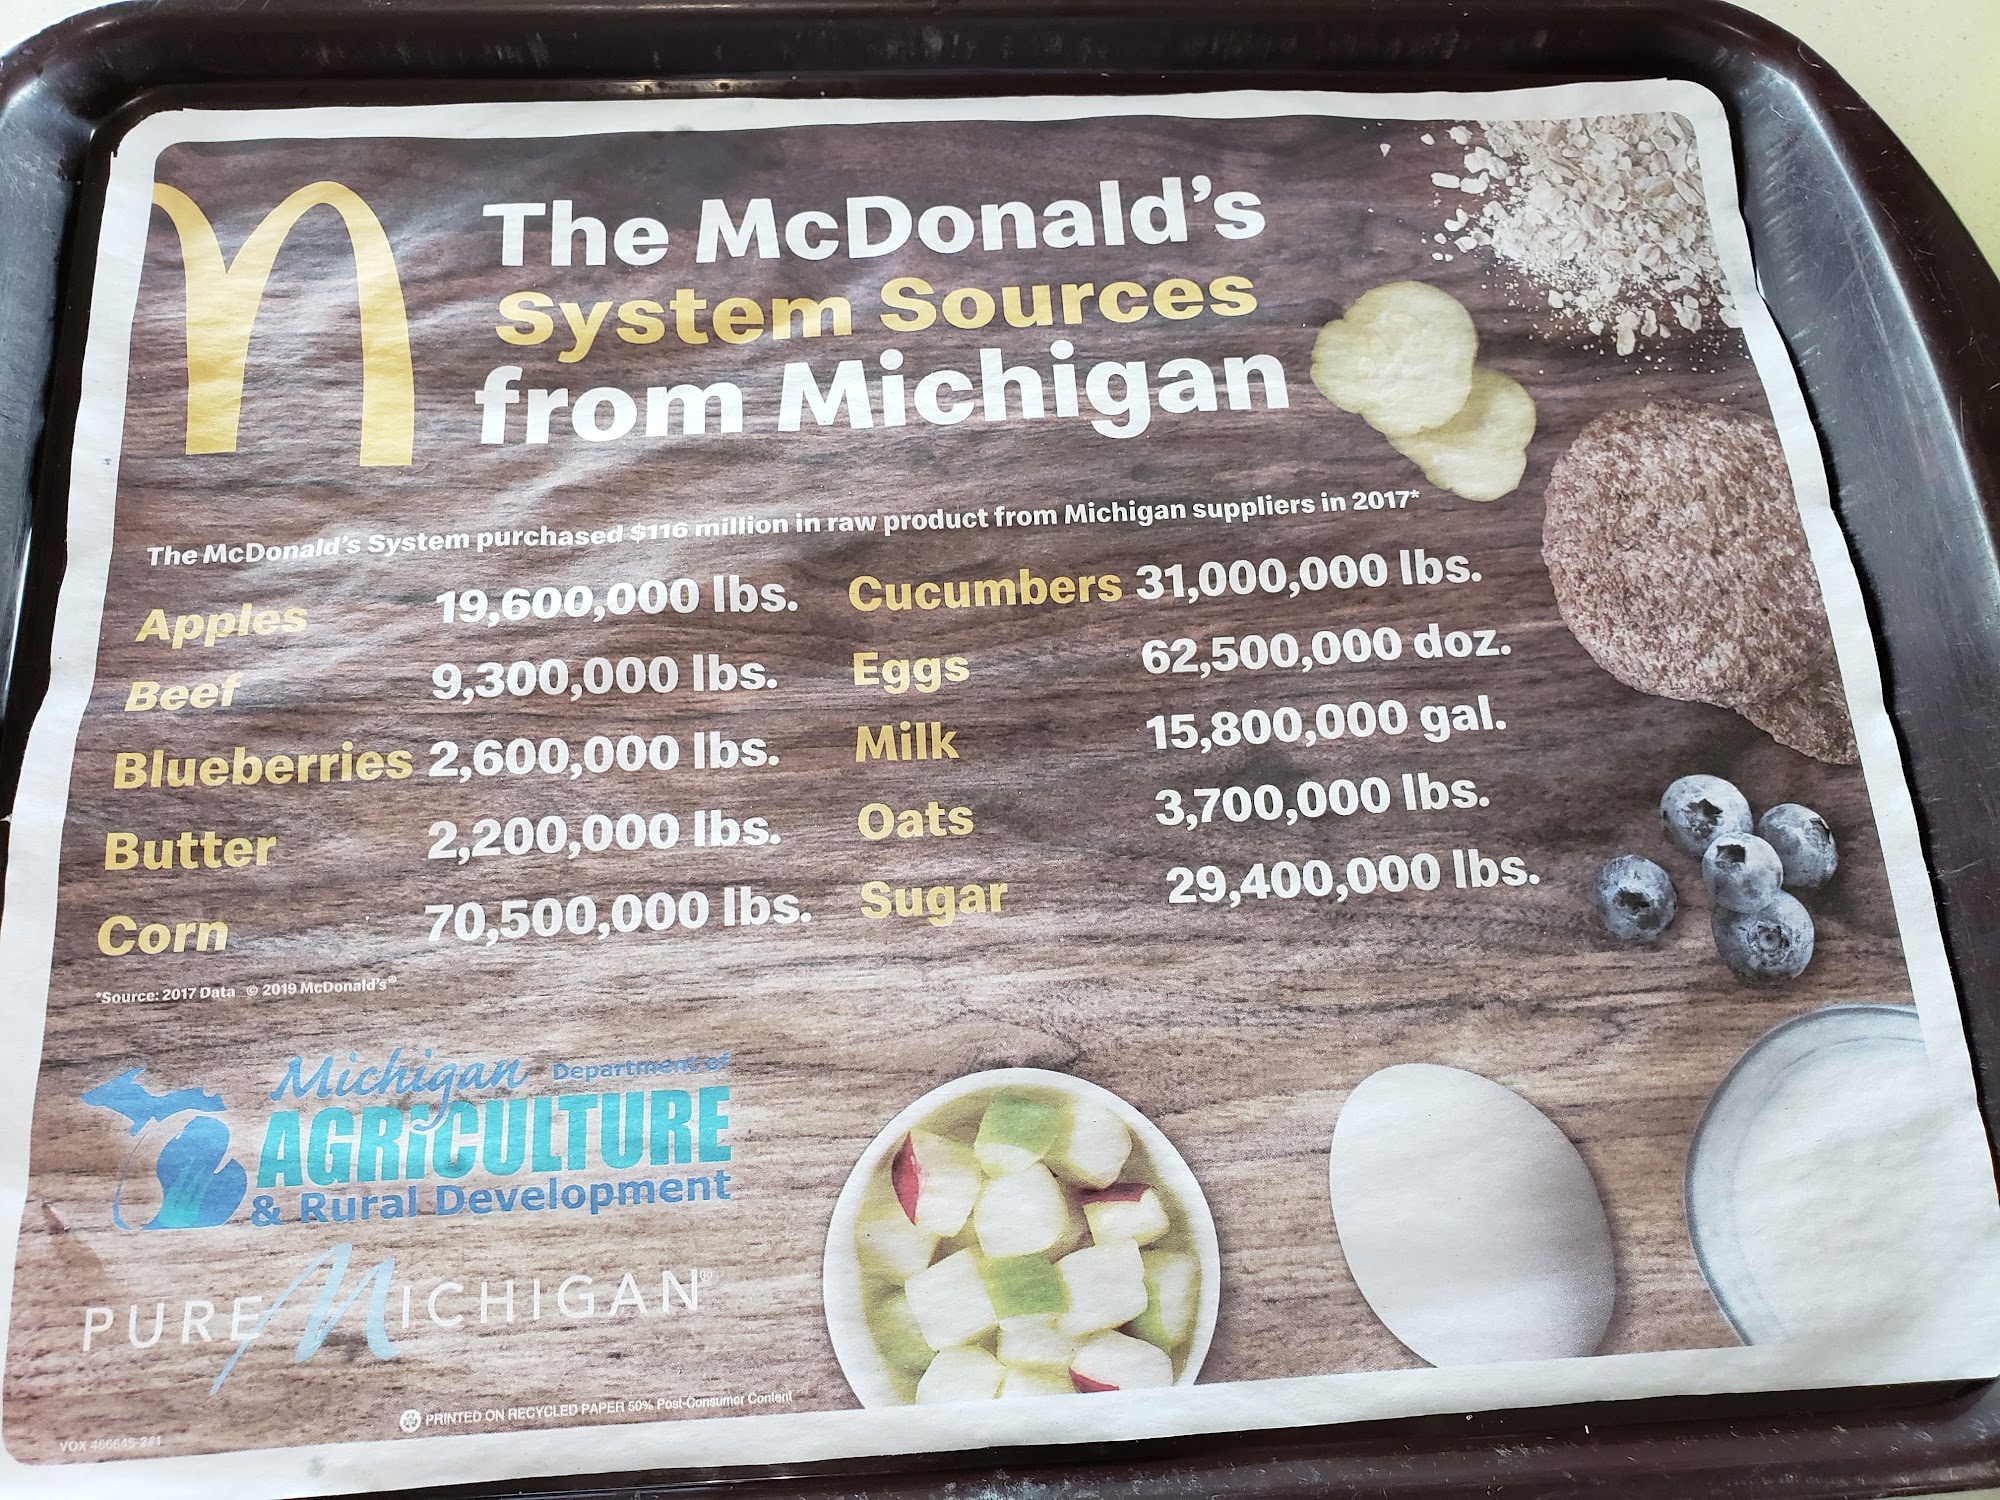 The McDonald's
System Sources
from Michigan
The McDonald's System purchased $116 million in raw product from Michigan suppliers in 2017*
Apples 19,600,000 lbs.
Beef 9,300,000 lbs.
Blueberries 2,600,000 lbs.
Butter 2,200,000 lbs.
Corn 70,500,000 lbs.
Cucumbers 31,000,000 lbs.
Eggs 62,500,000 doz.
Milk 15,800,000 gal.
Oats 3,700,000 lbs.
Sugar 29,400,000 lbs.
*Source: 2017 Data © 2019 McDonald's®
Michigan Department of
AGRICULTURE
& Rural Development
PURE MICHIGAN®
PRINTED ON RECYCLED PAPER 50% Post-Consumer Content
VOX